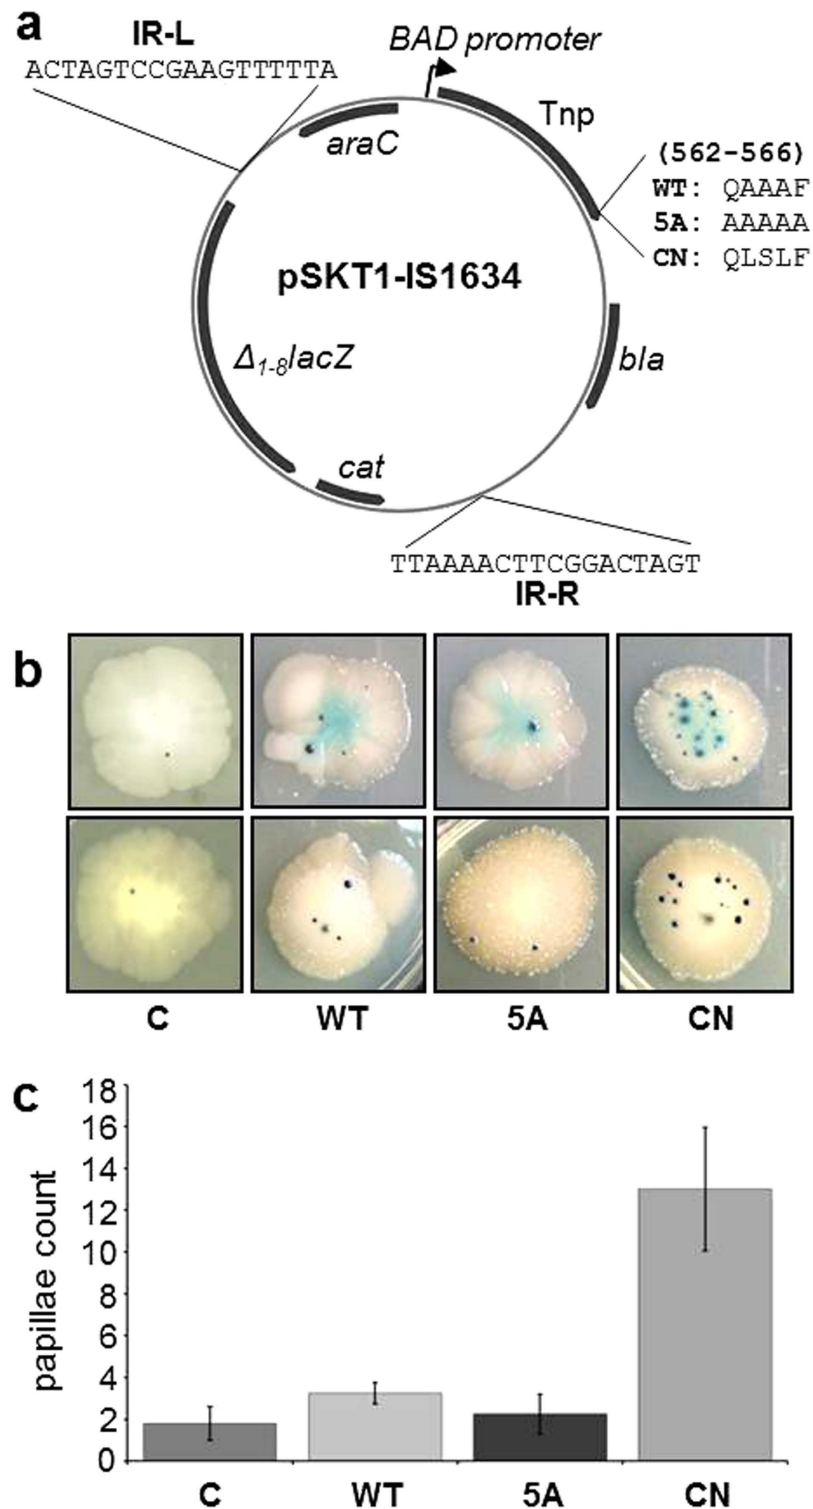 a
IR-L
ACTAGTCCGAAGTTTTTA
BAD promoter
araC
Tnp
(562-566)
WT: QAAAF
5A: AAAAA
CN: QLSLF
pSKT1-IS1634
Δ1-8lacZ
bla
cat
TTAAAACTTCGGACTAGT
IR-R
b
C WT 5A CN
c
papillae count
18
16
14
12
10
8
6
4
2
0
C WT 5A CN